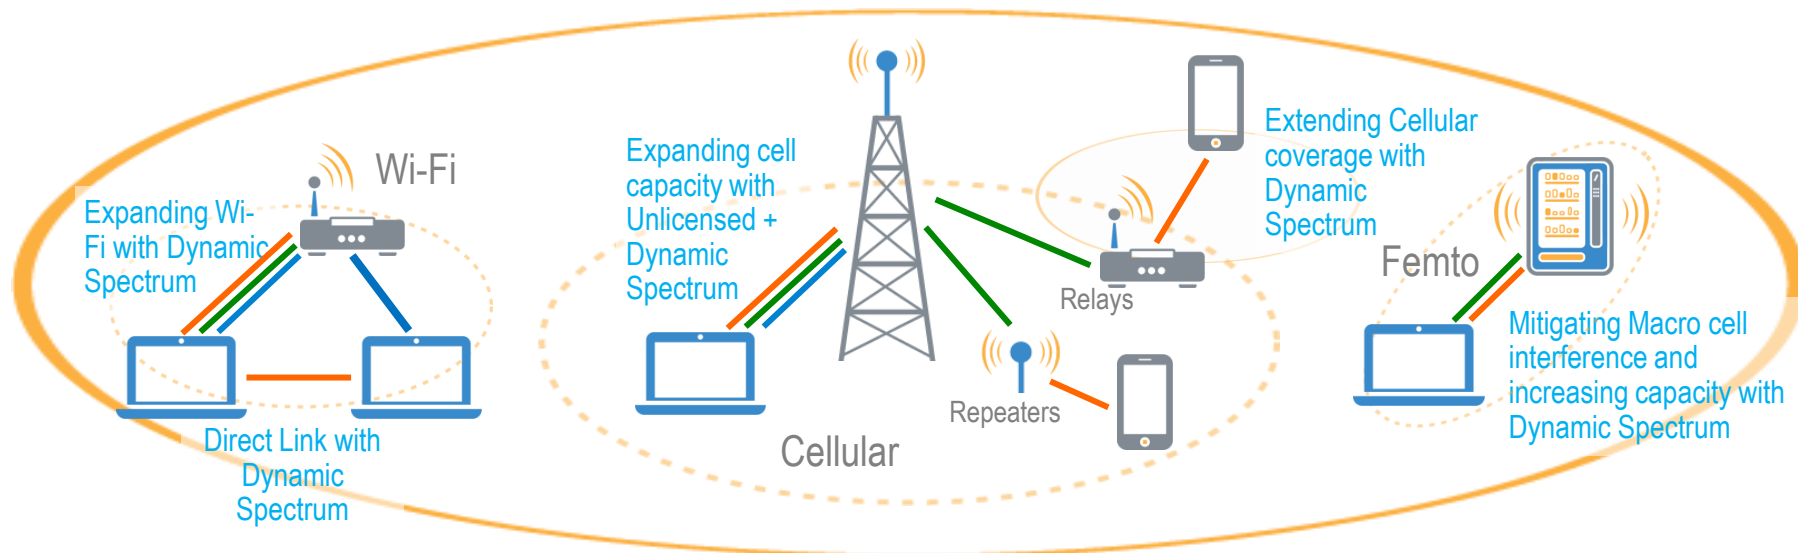 Wi-Fi
Expanding Wi-
Fi with Dynamic
Spectrum
Direct Link with
Dynamic
Spectrum
Expanding cell
capacity with
Unlicensed +
Dynamic
Spectrum
Cellular
Relays
Repeaters
Extending Cellular
coverage with
Dynamic
Spectrum
Femto
Mitigating Macro cell
interference and
increasing capacity with
Dynamic Spectrum